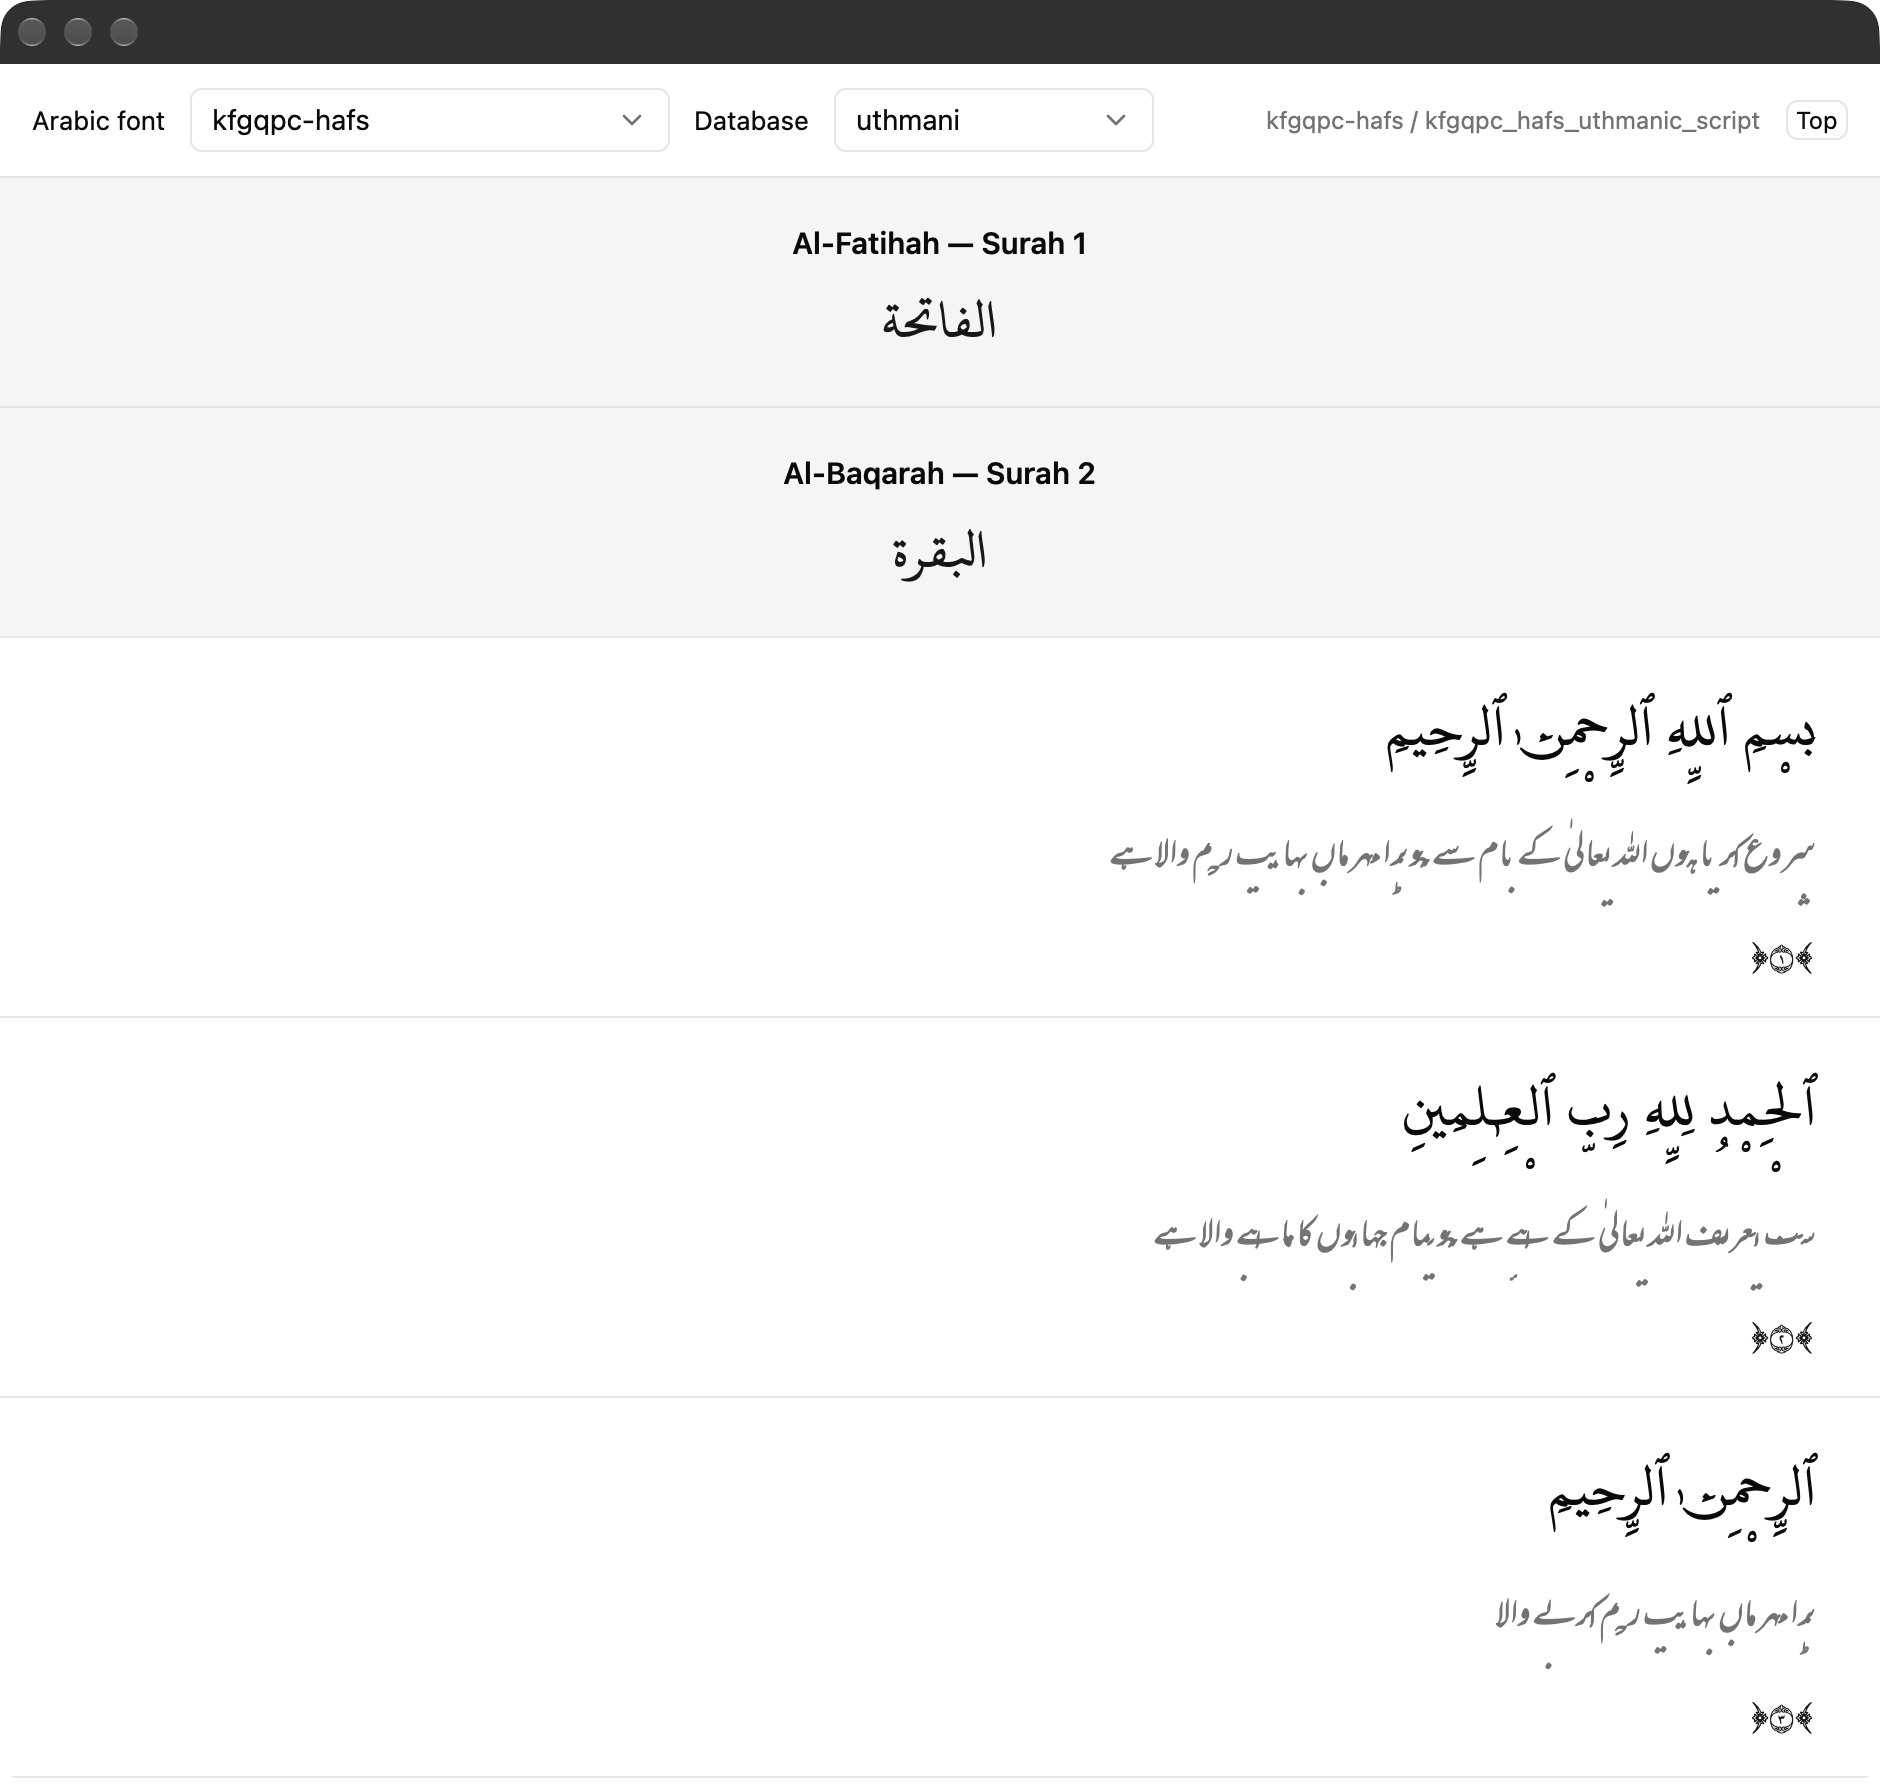 Arabic font kfgqpc-hafs Database uthmani kfgqpc-hafs / kfgqpc_hafs_uthmanic_script Top
Al-Fatihah — Surah 1
الفاتحة
Al-Baqarah — Surah 2
البقرة
بِسْمِ ٱللَّهِ ٱلرَّحْمَٰنِ ٱلرَّحِيمِ
شروع کرتا ہوں اللہ تعالیٰ کے نام سے جو بڑا مہربان نہایت رحم والا ہے
﴿١﴾
ٱلْحَمْدُ لِلَّهِ رَبِّ ٱلْعَٰلَمِينَ
سب تعریف اللہ تعالیٰ کے لئے ہے جو تمام جہانوں کا پالنے والا ہے
﴿٢﴾
ٱلرَّحْمَٰنِ ٱلرَّحِيمِ
بڑا مہربان نہایت رحم کرنے والا
﴿٣﴾